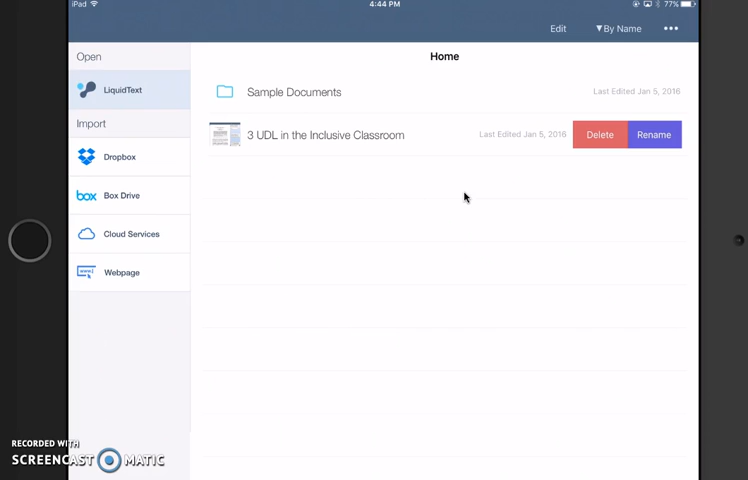 iPad 4:44 PM 77%
Edit ▼By Name •••
Open
Home
LiquidText
Sample Documents Last Edited Jan 5, 2016
Import
3 UDL in the Inclusive Classroom Last Edited Jan 5, 2016 Delete Rename
Dropbox
box Box Drive
Cloud Services
www Webpage
RECORDED WITH
SCREENCAST MATIC